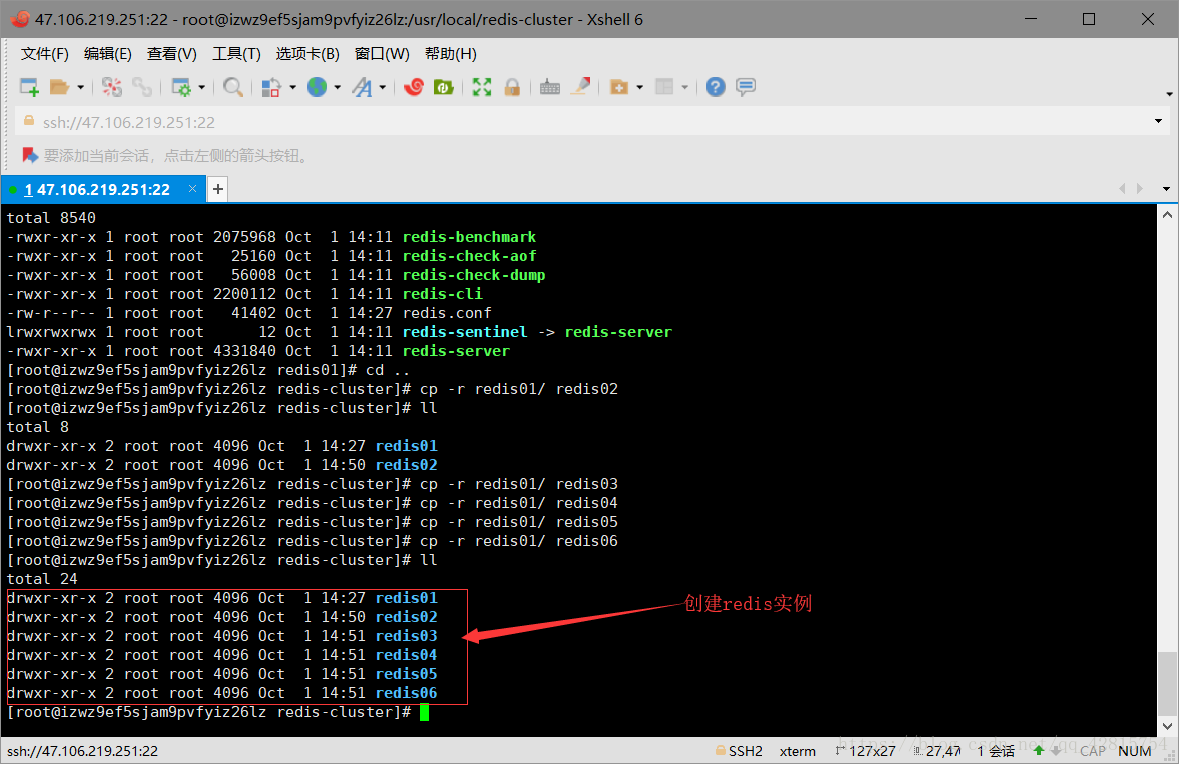 47.106.219.251:22 - root@izwz9ef5sjam9pvfyiz26lz:/usr/local/redis-cluster - Xshell 6
文件(F) 编辑(E) 查看(V) 工具(T) 选项卡(B) 窗口(W) 帮助(H)
ssh://47.106.219.251:22
要添加当前会话，点击左侧的箭头按钮。
1 47.106.219.251:22 × +
total 8540
-rwxr-xr-x 1 root root 2075968 Oct  1 14:11 redis-benchmark
-rwxr-xr-x 1 root root   25160 Oct  1 14:11 redis-check-aof
-rwxr-xr-x 1 root root   56008 Oct  1 14:11 redis-check-dump
-rwxr-xr-x 1 root root 2200112 Oct  1 14:11 redis-cli
-rw-r--r-- 1 root root   41402 Oct  1 14:27 redis.conf
lrwxrwxrwx 1 root root      12 Oct  1 14:11 redis-sentinel -> redis-server
-rwxr-xr-x 1 root root 4331840 Oct  1 14:11 redis-server
[root@izwz9ef5sjam9pvfyiz26lz redis01]# cd ..
[root@izwz9ef5sjam9pvfyiz26lz redis-cluster]# cp -r redis01/ redis02
[root@izwz9ef5sjam9pvfyiz26lz redis-cluster]# ll
total 8
drwxr-xr-x 2 root root 4096 Oct  1 14:27 redis01
drwxr-xr-x 2 root root 4096 Oct  1 14:50 redis02
[root@izwz9ef5sjam9pvfyiz26lz redis-cluster]# cp -r redis01/ redis03
[root@izwz9ef5sjam9pvfyiz26lz redis-cluster]# cp -r redis01/ redis04
[root@izwz9ef5sjam9pvfyiz26lz redis-cluster]# cp -r redis01/ redis05
[root@izwz9ef5sjam9pvfyiz26lz redis-cluster]# cp -r redis01/ redis06
[root@izwz9ef5sjam9pvfyiz26lz redis-cluster]# ll
total 24
drwxr-xr-x 2 root root 4096 Oct  1 14:27 redis01
创建redis实例
drwxr-xr-x 2 root root 4096 Oct  1 14:50 redis02
drwxr-xr-x 2 root root 4096 Oct  1 14:51 redis03
drwxr-xr-x 2 root root 4096 Oct  1 14:51 redis04
drwxr-xr-x 2 root root 4096 Oct  1 14:51 redis05
drwxr-xr-x 2 root root 4096 Oct  1 14:51 redis06
[root@izwz9ef5sjam9pvfyiz26lz redis-cluster]#
ssh://47.106.219.251:22 SSH2 xterm 127x27 27,47 1 会话 CAP NUM